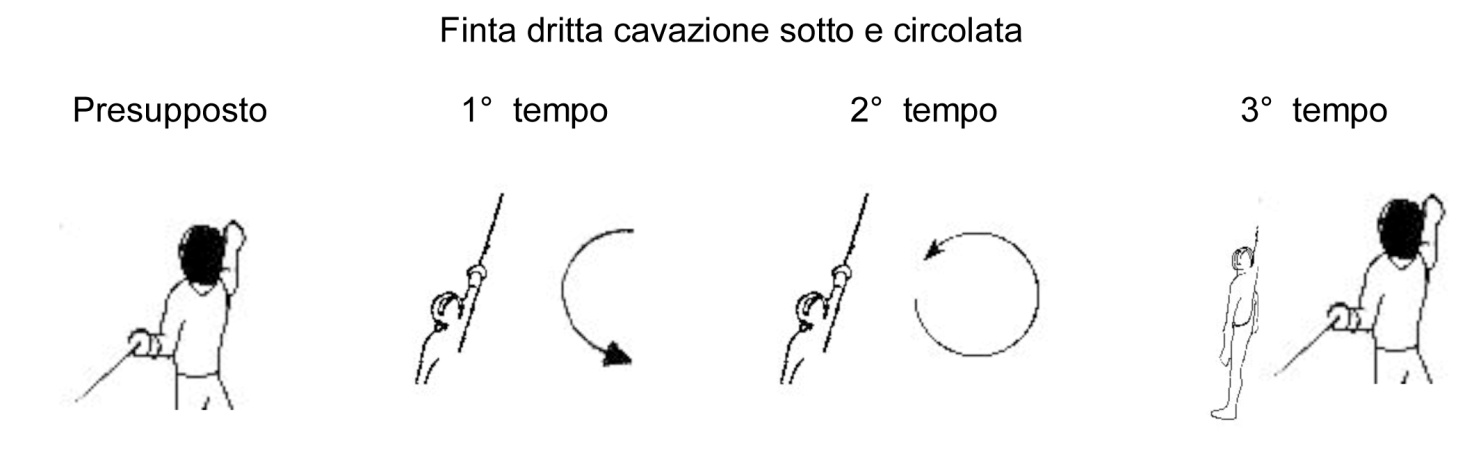 Finta dritta cavazione sotto e circolata
Presupposto
1° tempo
2° tempo
3° tempo